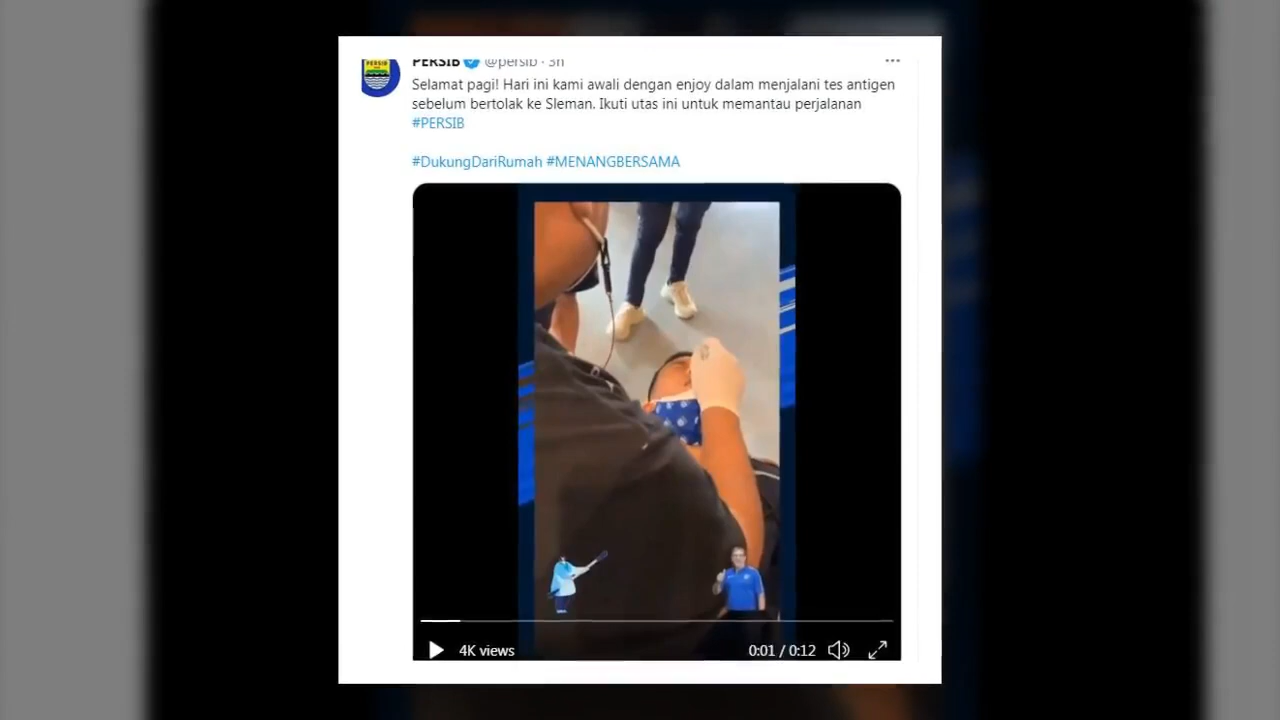 PERSIB @persib · 3h
PERSIB
Selamat pagi! Hari ini kami awali dengan enjoy dalam menjalani tes antigen
sebelum bertolak ke Sleman. Ikuti utas ini untuk memantau perjalanan
#PERSIB
#DukungDariRumah #MENANGBERSAMA
4K views
0:01 / 0:12